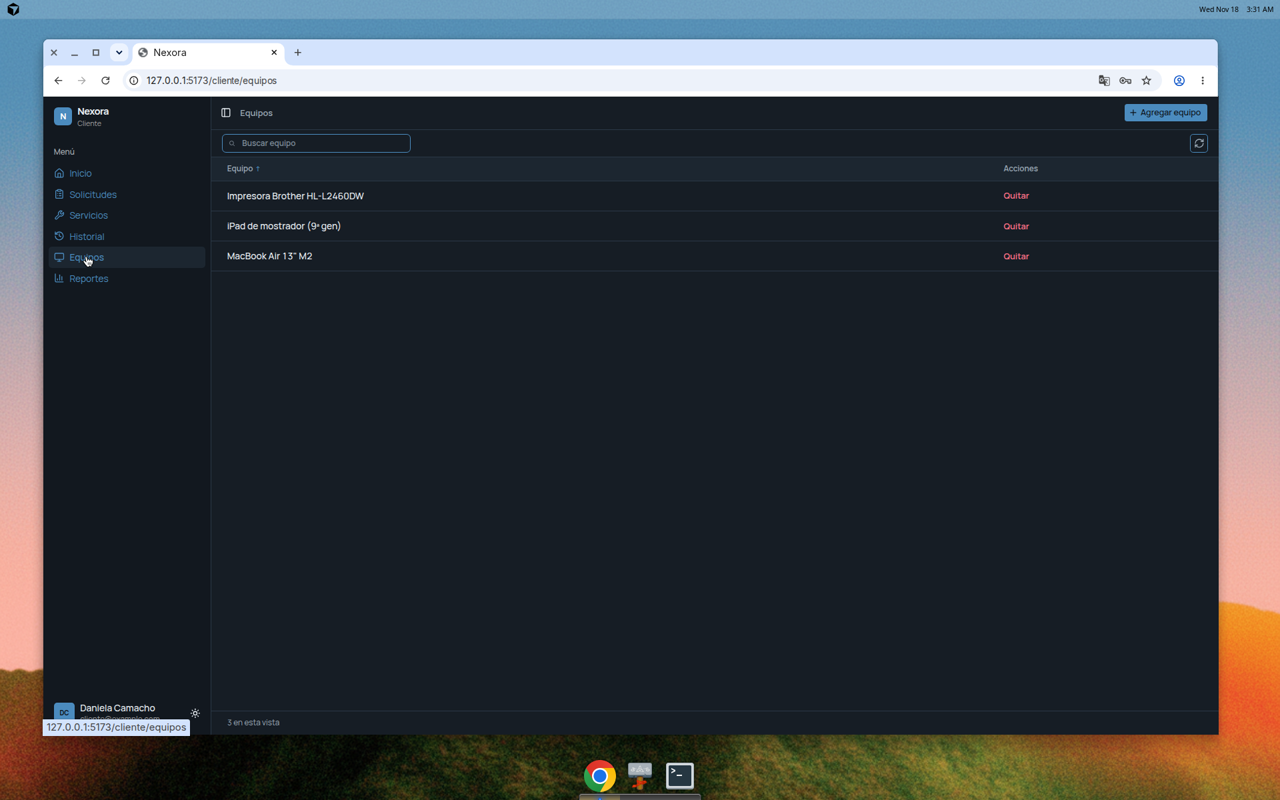 Wed Nov 18 3:31 AM
Nexora
127.0.0.1:5173/cliente/equipos
N
Nexora
Cliente
Menú
Inicio
Solicitudes
Servicios
Historial
Equipos
Reportes
Equipos
+ Agregar equipo
Buscar equipo
Equipo ↑ Acciones
Impresora Brother HL-L2460DW Quitar
iPad de mostrador (9ª gen) Quitar
MacBook Air 13" M2 Quitar
3 en esta vista
DC
Daniela Camacho
127.0.0.1:5173/cliente/equipos